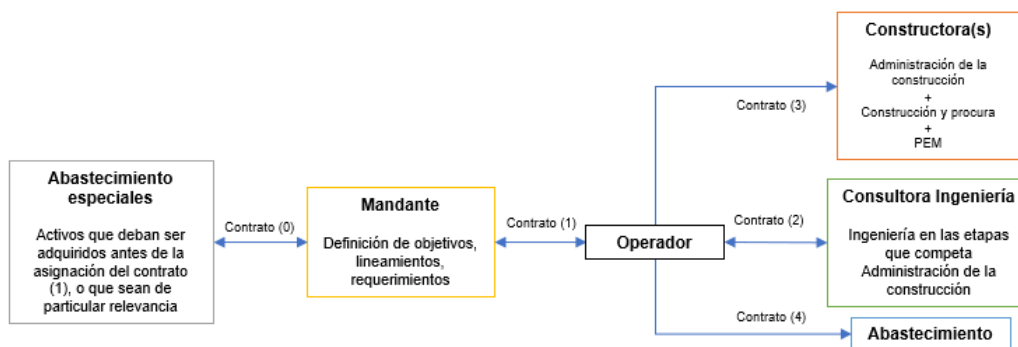 Abastecimiento
especiales
Activos que deban ser
adquiridos antes de la
asignación del contrato
(1), o que sean de
particular relevancia
Contrato (0)
Mandante
Definición de objetivos,
lineamientos,
requerimientos
Contrato (1)
Operador
Contrato (3)
Constructora(s)
Administración de la
construcción
+
Construcción y procura
+
PEM
Contrato (2)
Consultora Ingeniería
Ingeniería en las etapas
que competa
Administración de la
construcción
Contrato (4)
Abastecimiento